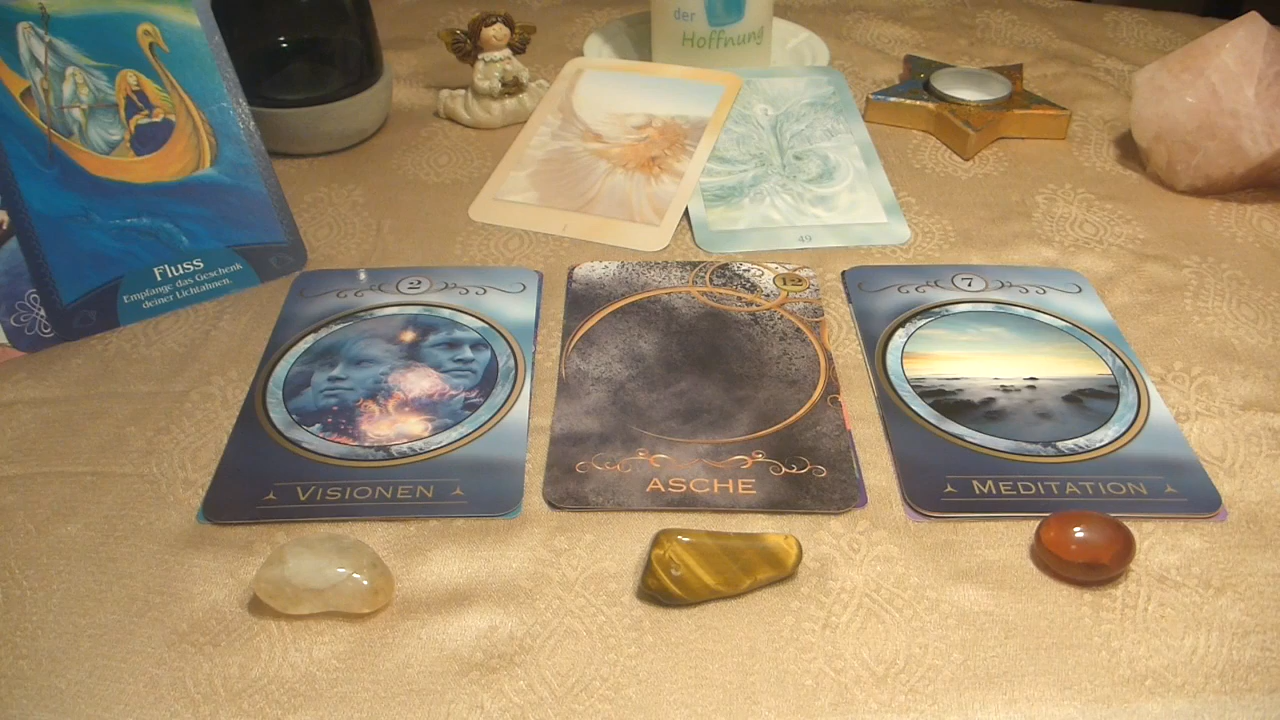 der
Hoffnung
49
Fluss
Empfange das Geschenk
deiner Lichtahnen.
2
VISIONEN
12
ASCHE
7
MEDITATION